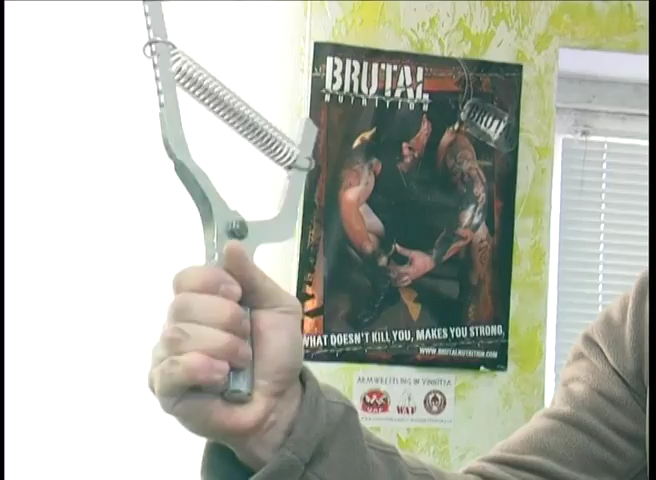 BRUTAL
NUTRITION
BRUTAL
WHAT DOESN'T KILL YOU, MAKES YOU STRONG.
WWW.BRUTALNUTRITION.COM
ARMWRESTLING IN VINNITSA
WAF